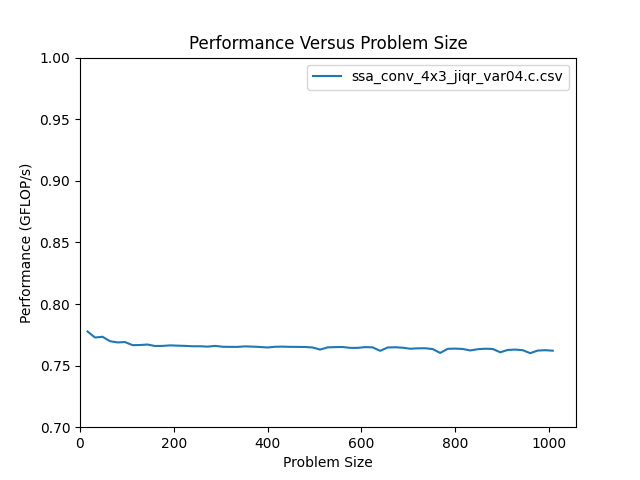 Performance Versus Problem Size
ssa_conv_4x3_jiqr_var04.c.csv
Performance (GFLOP/s)
1.00
0.95
0.90
0.85
0.80
0.75
0.70
0 200 400 600 800 1000
Problem Size